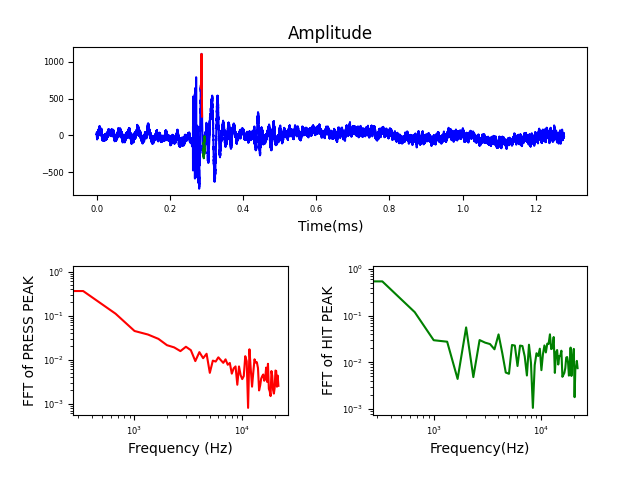 Amplitude
1000
500
0
−500
0.0 0.2 0.4 0.6 0.8 1.0 1.2
Time(ms)
FFT of PRESS PEAK
10⁰
10⁻¹
10⁻²
10⁻³
10³ 10⁴
Frequency (Hz)
FFT of HIT PEAK
10⁰
10⁻¹
10⁻²
10⁻³
10³ 10⁴
Frequency(Hz)